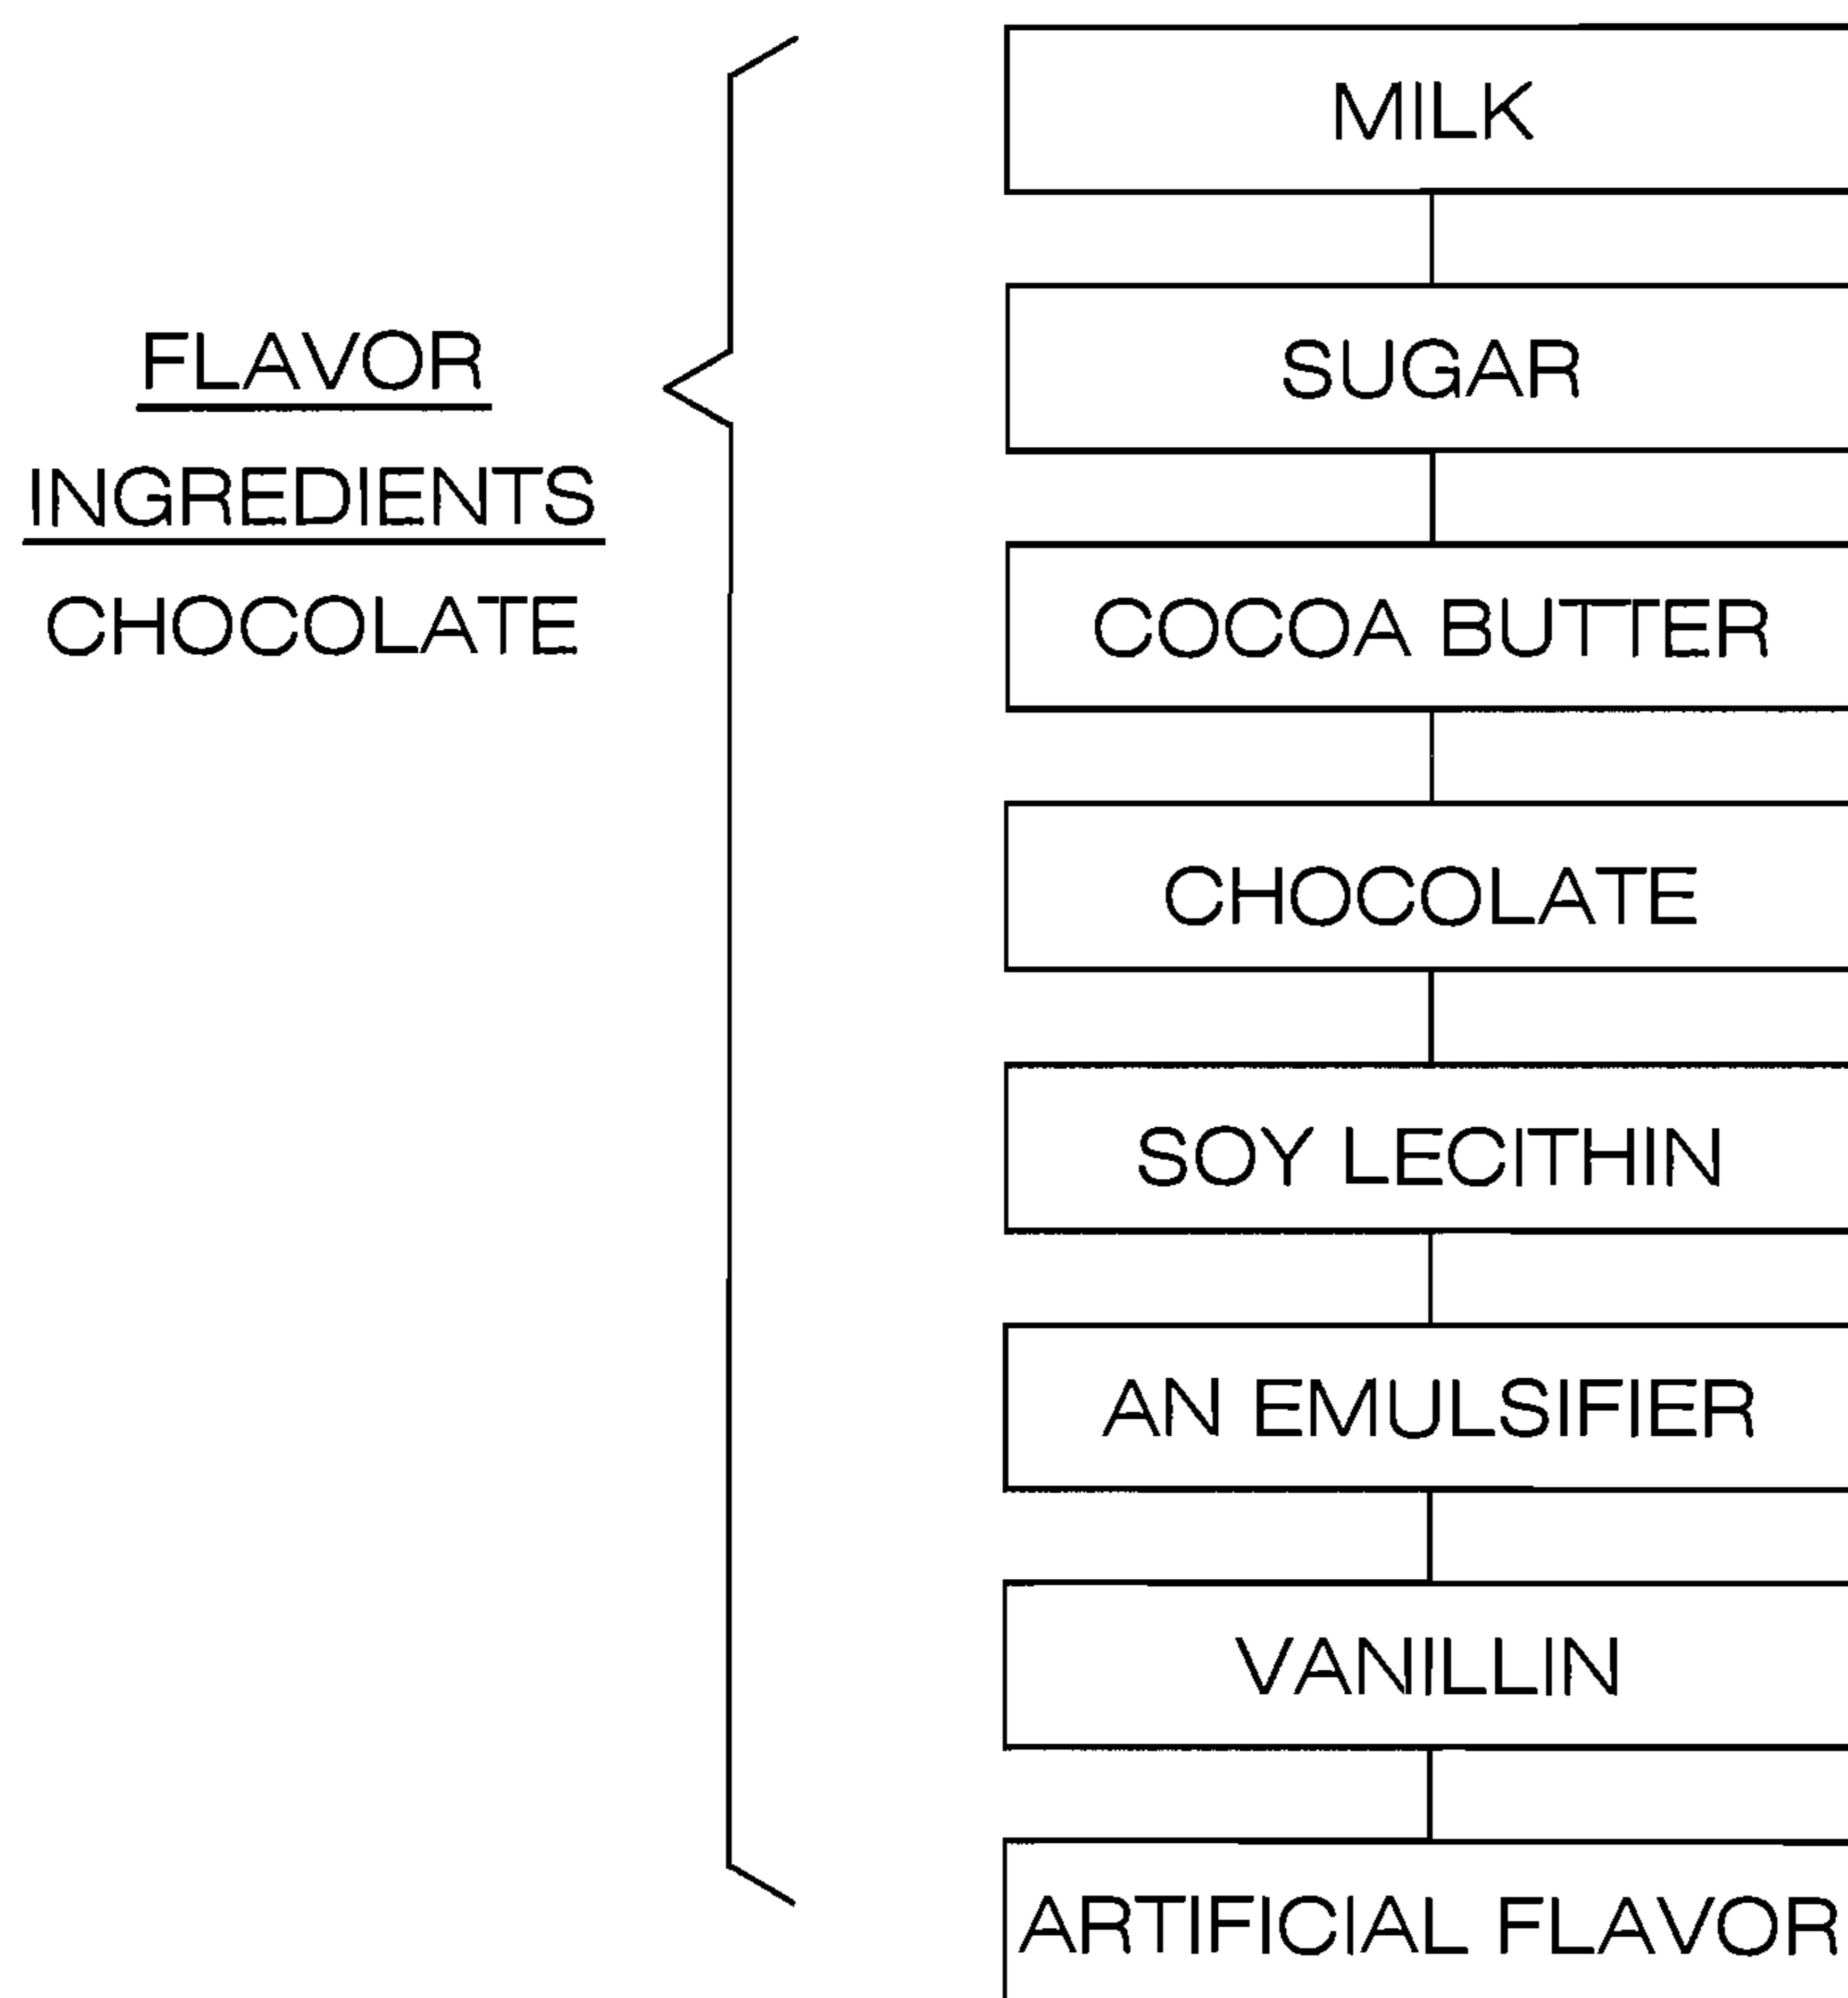 FLAVOR
INGREDIENTS
CHOCOLATE
MILK
SUGAR
COCOA BUTTER
CHOCOLATE
SOY LECITHIN
AN EMULSIFIER
VANILLIN
ARTIFICIAL FLAVOR